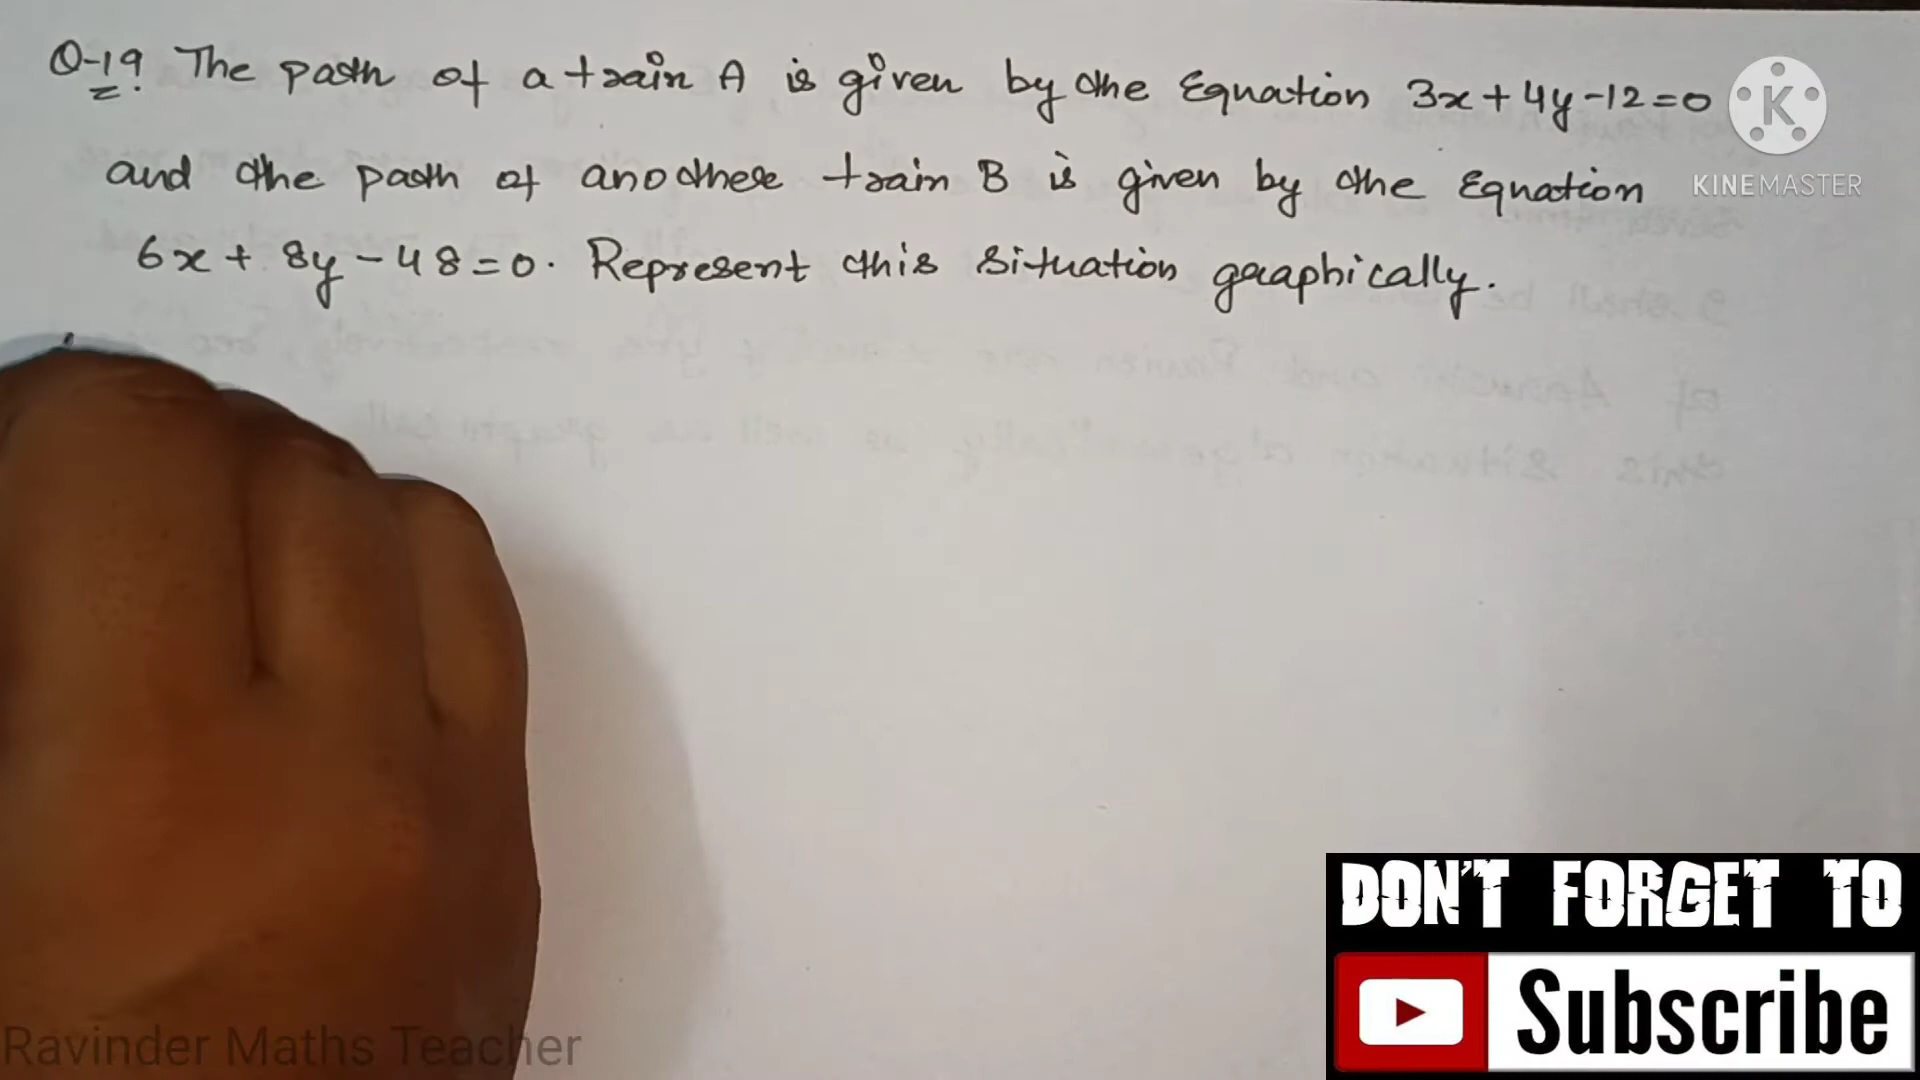 Q-19. The path of a train A is given by the Equation 3x+4y-12=0
and the path of another train B is given by the Equation
6x+8y-48=0. Represent this situation graphically.
KINEMASTER
DON'T FORGET TO
Subscribe
Ravinder Maths Teacher